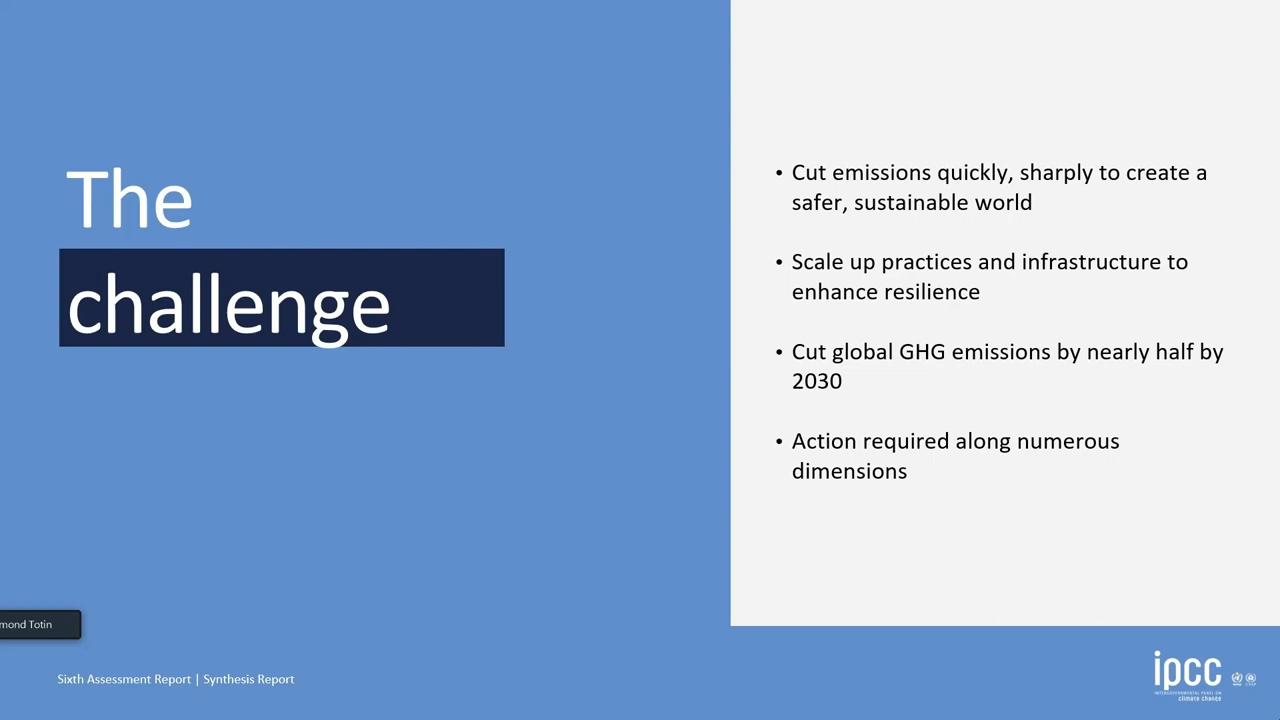 The
challenge
• Cut emissions quickly, sharply to create a
safer, sustainable world
• Scale up practices and infrastructure to
enhance resilience
• Cut global GHG emissions by nearly half by
2030
• Action required along numerous
dimensions
mond Totin
Sixth Assessment Report | Synthesis Report
ipcc
INTERGOVERNMENTAL PANEL ON
climate change